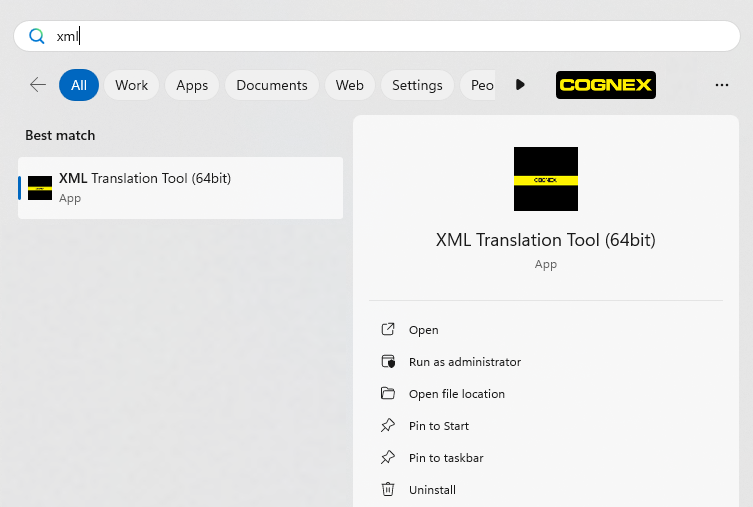 xml
All Work Apps Documents Web Settings Peo COGNEX
Best match
XML Translation Tool (64bit)
App
COGNEX
XML Translation Tool (64bit)
App
Open
Run as administrator
Open file location
Pin to Start
Pin to taskbar
Uninstall